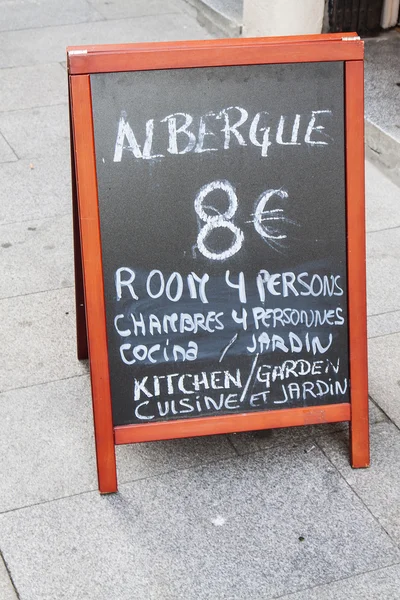 ALBERGUE
8€
ROOM 4 PERSONS
CHAMBRES 4 PERSONNES
COCINA / JARDIN
KITCHEN/GARDEN
CUISINE ET JARDIN